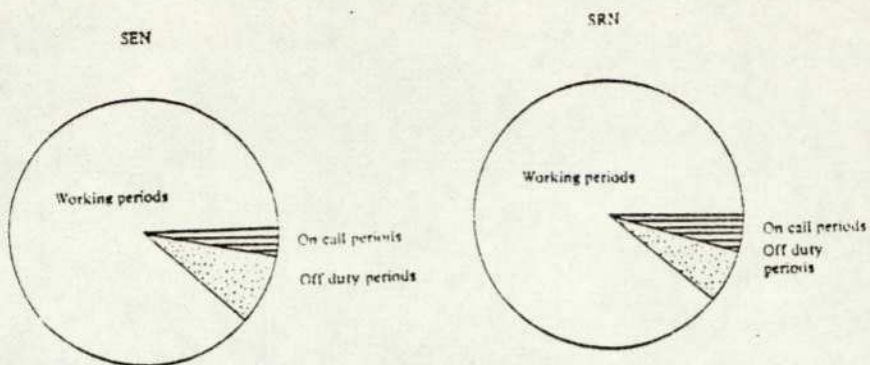 SEN
SRN
Working periods
On call periods
Off duty periods
Working periods
On call periods
Off duty
periods